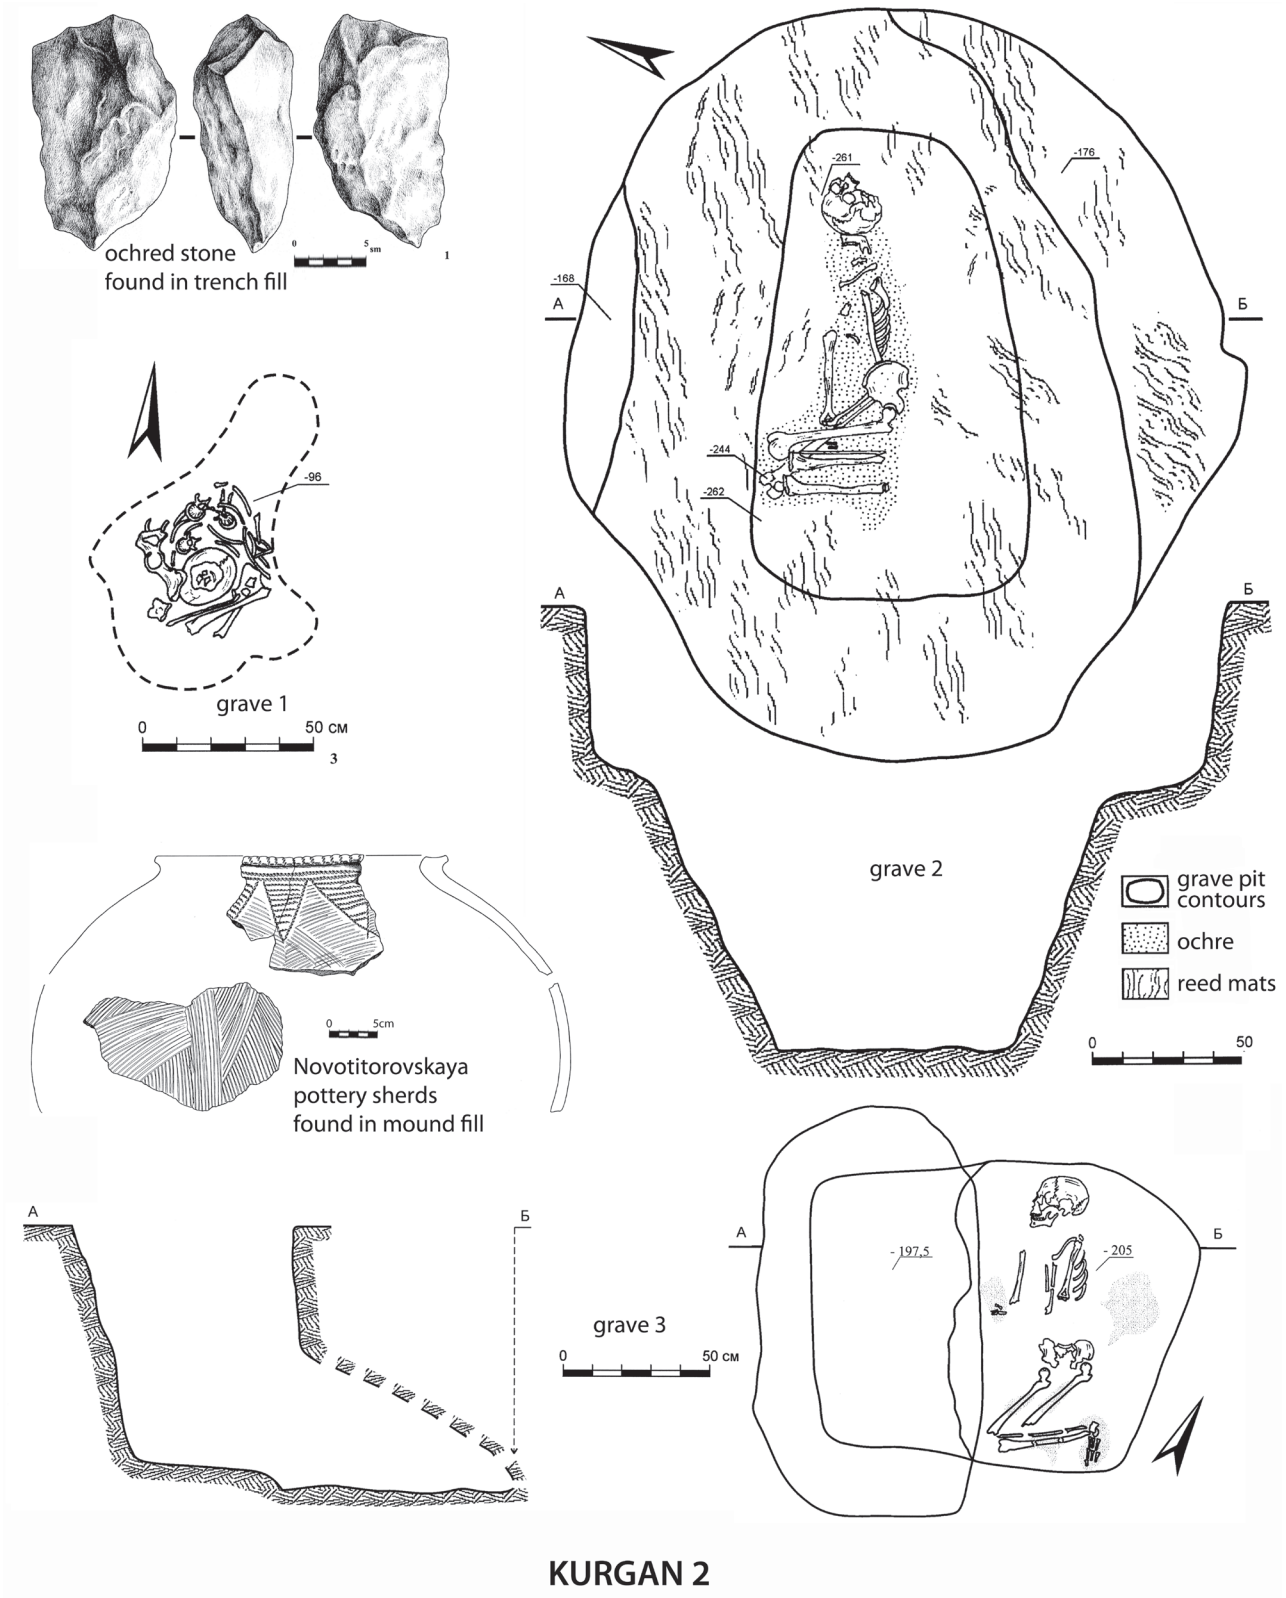 ochred stone
found in trench fill
0 5 sm
1
-96
grave 1
0 50 СМ
3
-261
-176
-168
А Б
-244
-262
А Б
grave 2
grave pit
contours
ochre
reed mats
0 50
0 5cm
Novotitorovskaya
pottery sherds
found in mound fill
А Б
grave 3
0 50 СМ
А Б
- 197,5
- 205
KURGAN 2